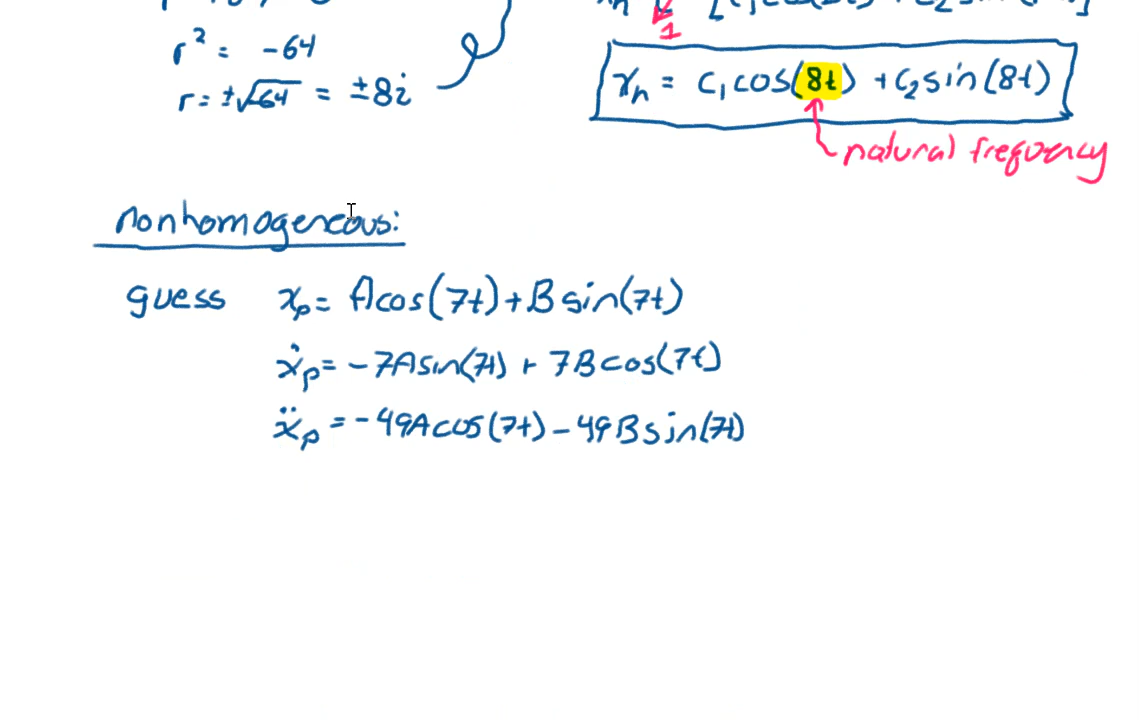 r² = -64
r = ±√-64 = ±8i
1
xₕ = C₁cos(8t) + C₂sin(8t)
natural frequency
nonhomogeneous:
guess xₚ = Acos(7t) + Bsin(7t)
ẋₚ = -7Asin(7t) + 7Bcos(7t)
ẍₚ = -49Acos(7t) - 49Bsin(7t)